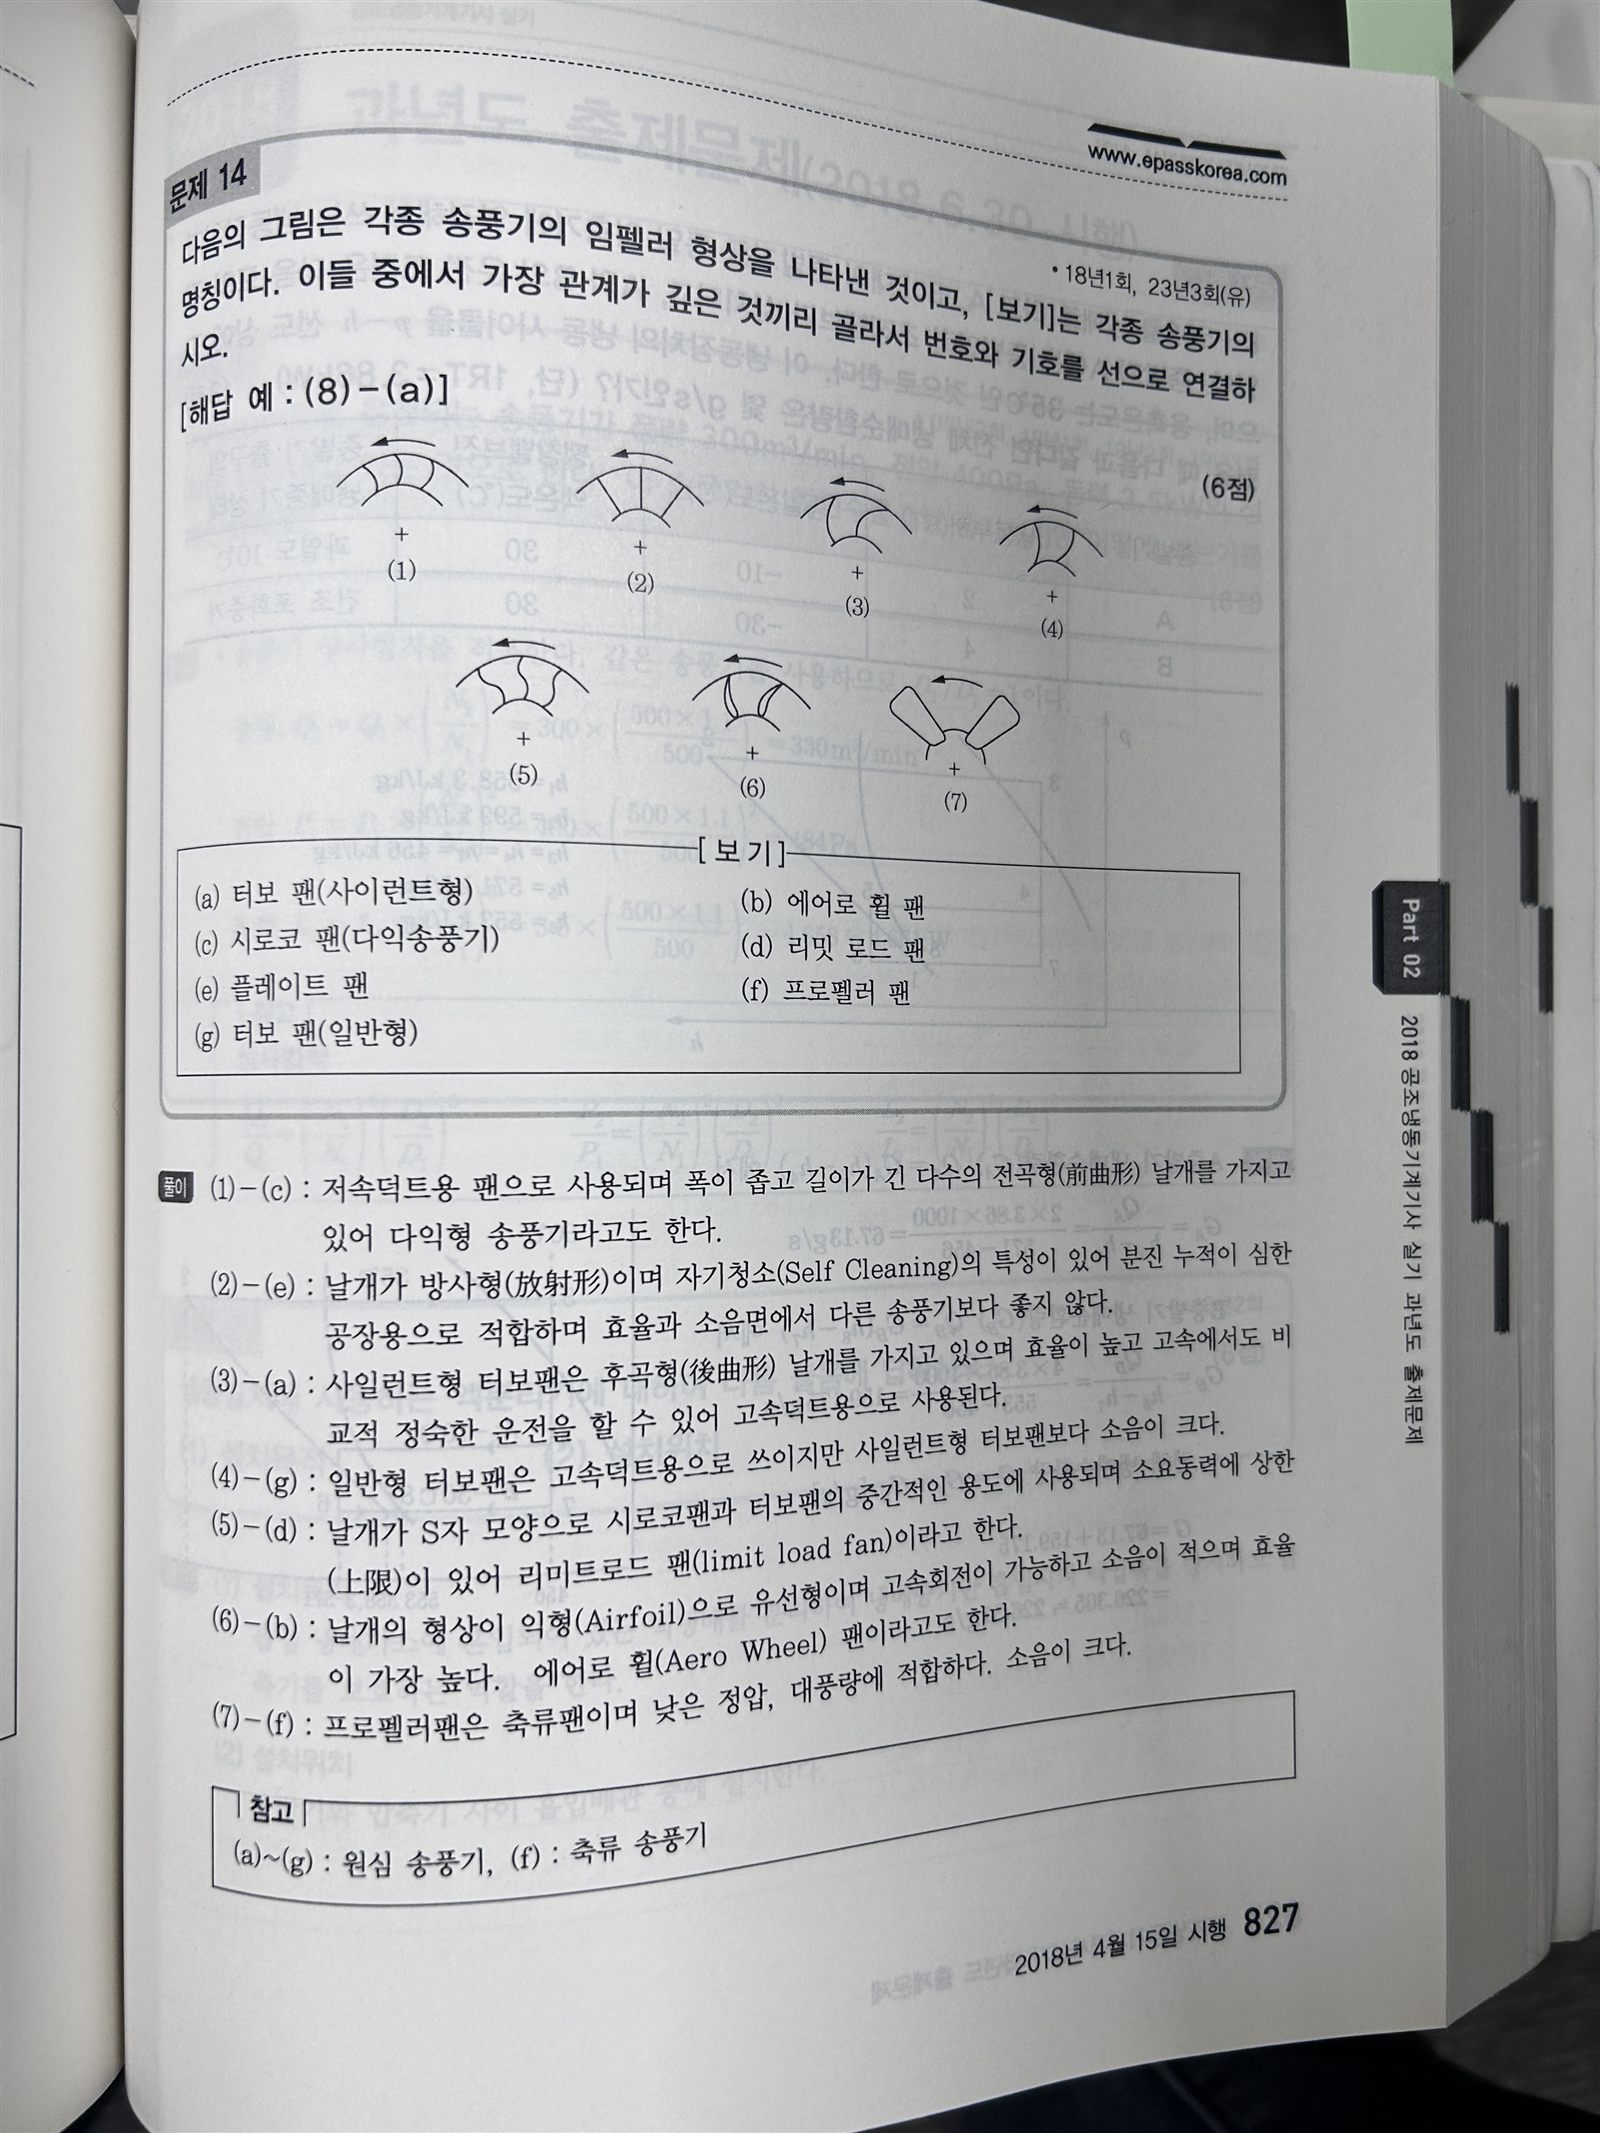 www.epasskorea.com
문제 14
• 18년1회, 23년3회(유)
다음의 그림은 각종 송풍기의 임펠러 형상을 나타낸 것이고, [보기]는 각종 송풍기의
명칭이다. 이들 중에서 가장 관계가 깊은 것끼리 골라서 번호와 기호를 선으로 연결하
시오.
(6점)
[해답 예 : (8)-(a)]
+ + + +
(1) (2) (3) (4)
+ + +
(5) (6) (7)
[보기]
(a) 터보 팬(사이런트형) (b) 에어로 휠 팬
(c) 시로코 팬(다익송풍기) (d) 리밋 로드 팬
(e) 플레이트 팬 (f) 프로펠러 팬
(g) 터보 팬(일반형)
풀이 (1)-(c) : 저속덕트용 팬으로 사용되며 폭이 좁고 길이가 긴 다수의 전곡형(前曲形) 날개를 가지고
있어 다익형 송풍기라고도 한다.
(2)-(e) : 날개가 방사형(放射形)이며 자기청소(Self Cleaning)의 특성이 있어 분진 누적이 심한
공장용으로 적합하며 효율과 소음면에서 다른 송풍기보다 좋지 않다.
(3)-(a) : 사일런트형 터보팬은 후곡형(後曲形) 날개를 가지고 있으며 효율이 높고 고속에서도 비
교적 정숙한 운전을 할 수 있어 고속덕트용으로 사용된다.
(4)-(g) : 일반형 터보팬은 고속덕트용으로 쓰이지만 사일런트형 터보팬보다 소음이 크다.
(5)-(d) : 날개가 S자 모양으로 시로코팬과 터보팬의 중간적인 용도에 사용되며 소요동력에 상한
(上限)이 있어 리미트로드 팬(limit load fan)이라고 한다.
(6)-(b) : 날개의 형상이 익형(Airfoil)으로 유선형이며 고속회전이 가능하고 소음이 적으며 효율
이 가장 높다. 에어로 휠(Aero Wheel) 팬이라고도 한다.
(7)-(f) : 프로펠러팬은 축류팬이며 낮은 정압, 대풍량에 적합하다. 소음이 크다.
참고
(a)~(g) : 원심 송풍기, (f) : 축류 송풍기
2018년 4월 15일 시행 827
Part 02
2018 공조냉동기계기사 실기 과년도 출제문제